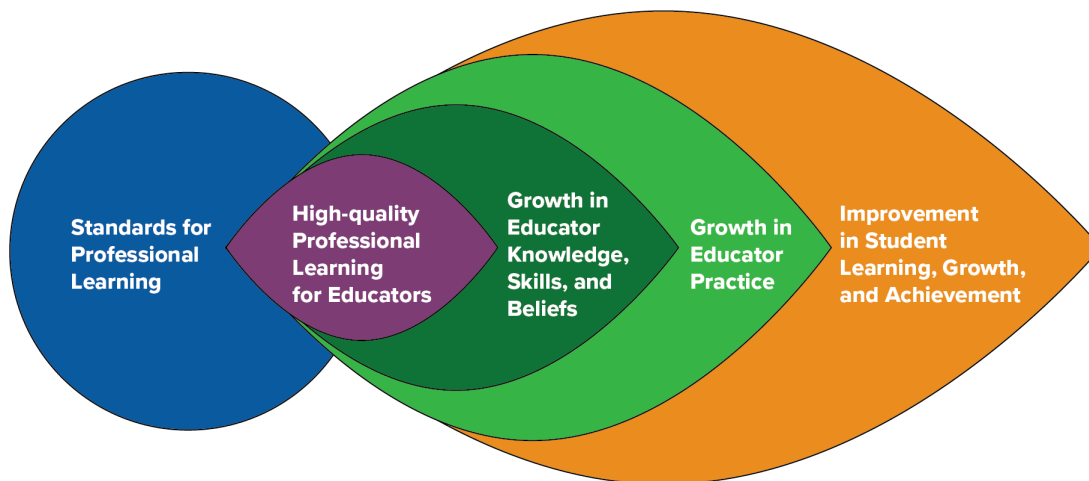 Standards for
Professional
Learning
High-quality
Professional
Learning
for Educators
Growth in
Educator
Knowledge,
Skills, and
Beliefs
Growth in
Educator
Practice
Improvement
in Student
Learning, Growth,
and Achievement